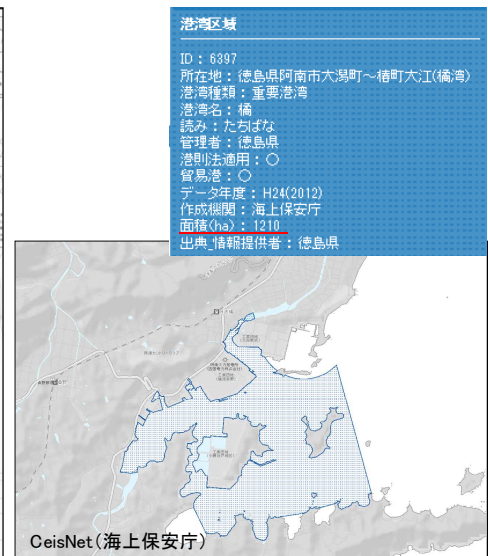 港湾区域
ID : 6397
所在地 : 徳島県阿南市大潟町～椿町大江(橘湾)
港湾種類 : 重要港湾
港湾名 : 橘
読み : たちばな
管理者 : 徳島県
港則法適用 : ○
貿易港 : ○
データ年度 : H24(2012)
作成機関 : 海上保安庁
面積(ha) : 1210
出典_情報提供者 : 徳島県
CeisNet(海上保安庁)